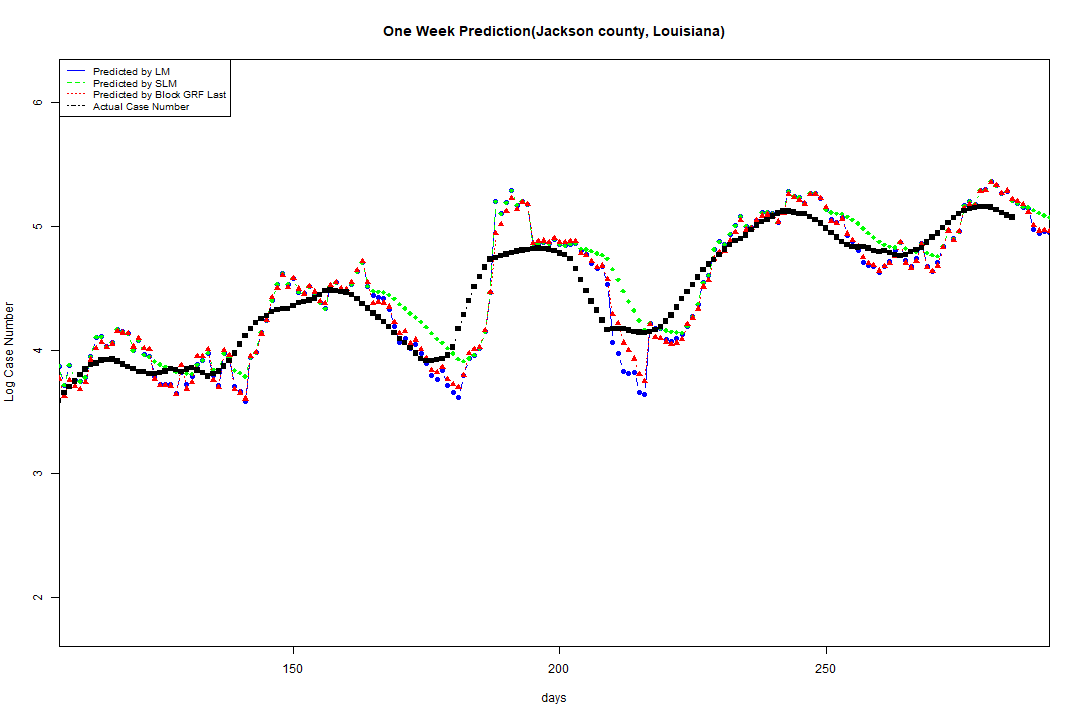 One Week Prediction(Jackson county, Louisiana)
Predicted by LM
Predicted by SLM
Predicted by Block GRF Last
Actual Case Number
6
5
4
3
2
Log Case Number
150
200
250
days